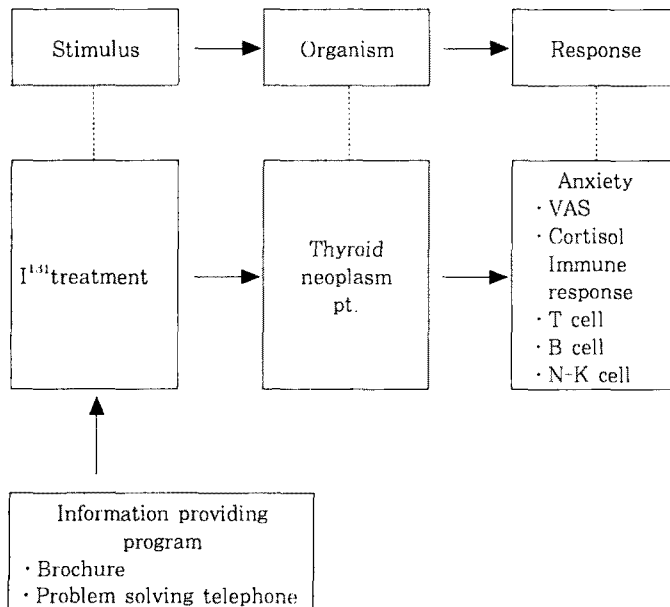 Stimulus
Organism
Response
I¹³¹treatment
Thyroid
neoplasm
pt.
Anxiety
· VAS
· Cortisol
Immune
response
· T cell
· B cell
· N-K cell
Information providing
program
· Brochure
· Problem solving telephone